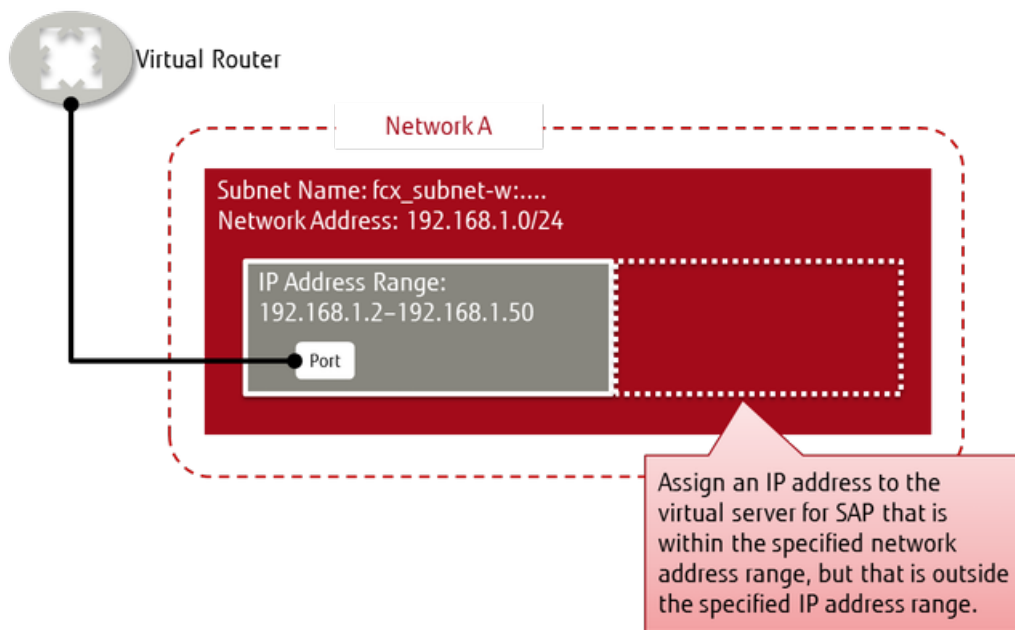 Virtual Router
Network A
Subnet Name: fcx_subnet-w:....
Network Address: 192.168.1.0/24
IP Address Range:
192.168.1.2–192.168.1.50
Port
Assign an IP address to the
virtual server for SAP that is
within the specified network
address range, but that is outside
the specified IP address range.